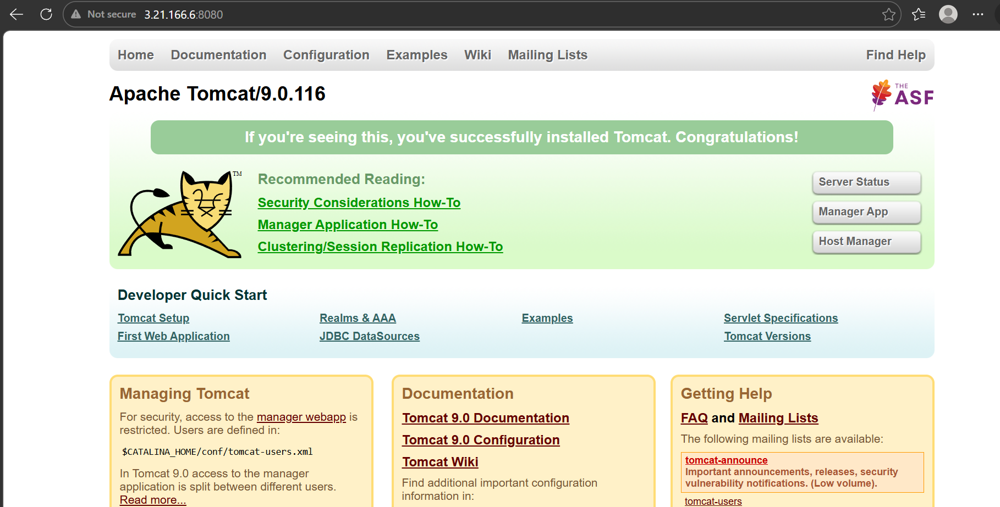 Not secure 3.21.166.6:8080
Home Documentation Configuration Examples Wiki Mailing Lists Find Help
Apache Tomcat/9.0.116
THE
ASF
If you're seeing this, you've successfully installed Tomcat. Congratulations!
TM
Recommended Reading:
Security Considerations How-To
Manager Application How-To
Clustering/Session Replication How-To
Server Status
Manager App
Host Manager
Developer Quick Start
Tomcat Setup
First Web Application
Realms & AAA
JDBC DataSources
Examples
Servlet Specifications
Tomcat Versions
Managing Tomcat
For security, access to the manager webapp is
restricted. Users are defined in:
$CATALINA_HOME/conf/tomcat-users.xml
In Tomcat 9.0 access to the manager
application is split between different users.
Read more...
Documentation
Tomcat 9.0 Documentation
Tomcat 9.0 Configuration
Tomcat Wiki
Find additional important configuration
information in:
Getting Help
FAQ and Mailing Lists
The following mailing lists are available:
tomcat-announce
Important announcements, releases, security
vulnerability notifications. (Low volume).
tomcat-users